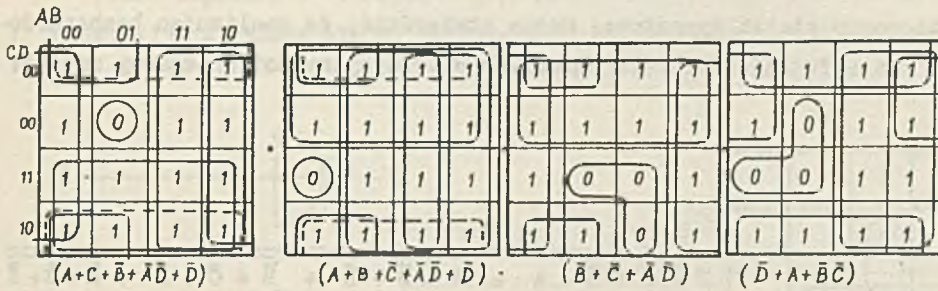 AB
00 01 11 10
CD
00 1 1 1 1 1 1 1 1 1 1 1 1 1 1 1 1
00 1 0 1 1 1 1 1 1 1 1 1 1 1 0 1 1
11 1 1 1 1 0 1 1 1 1 0 0 1 0 0 1 1
10 1 1 1 1 1 1 1 1 1 1 0 1 1 1 1 1
(A+C+B̄+ĀD̄+D̄) (A+B+C̄+ĀD̄+D̄) (B̄+C̄+ĀD̄) (D̄+A+B̄C̄)